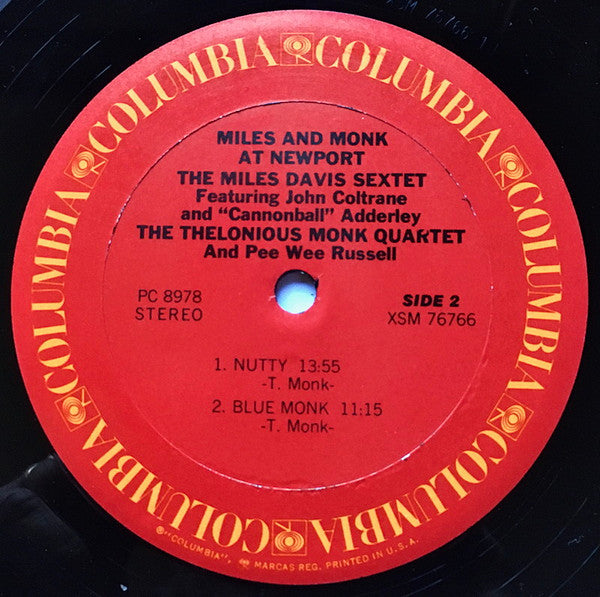 MILES AND MONK
AT NEWPORT
THE MILES DAVIS SEXTET
Featuring John Coltrane
and "Cannonball" Adderley
THE THELONIOUS MONK QUARTET
And Pee Wee Russell
PC 8978
STEREO
SIDE 2
XSM 76766
1. NUTTY 13:55
-T. Monk-
2. BLUE MONK 11:15
-T. Monk-
COLUMBIA
COLUMBIA
COLUMBIA
COLUMBIA
COLUMBIA
COLUMBIA
®"COLUMBIA", MARCAS REG. PRINTED IN U.S.A.